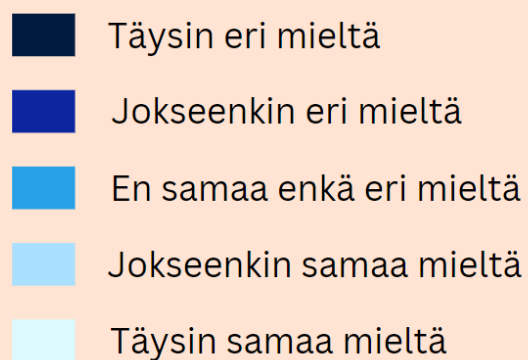 Täysin eri mieltä
Jokseenkin eri mieltä
En samaa enkä eri mieltä
Jokseenkin samaa mieltä
Täysin samaa mieltä